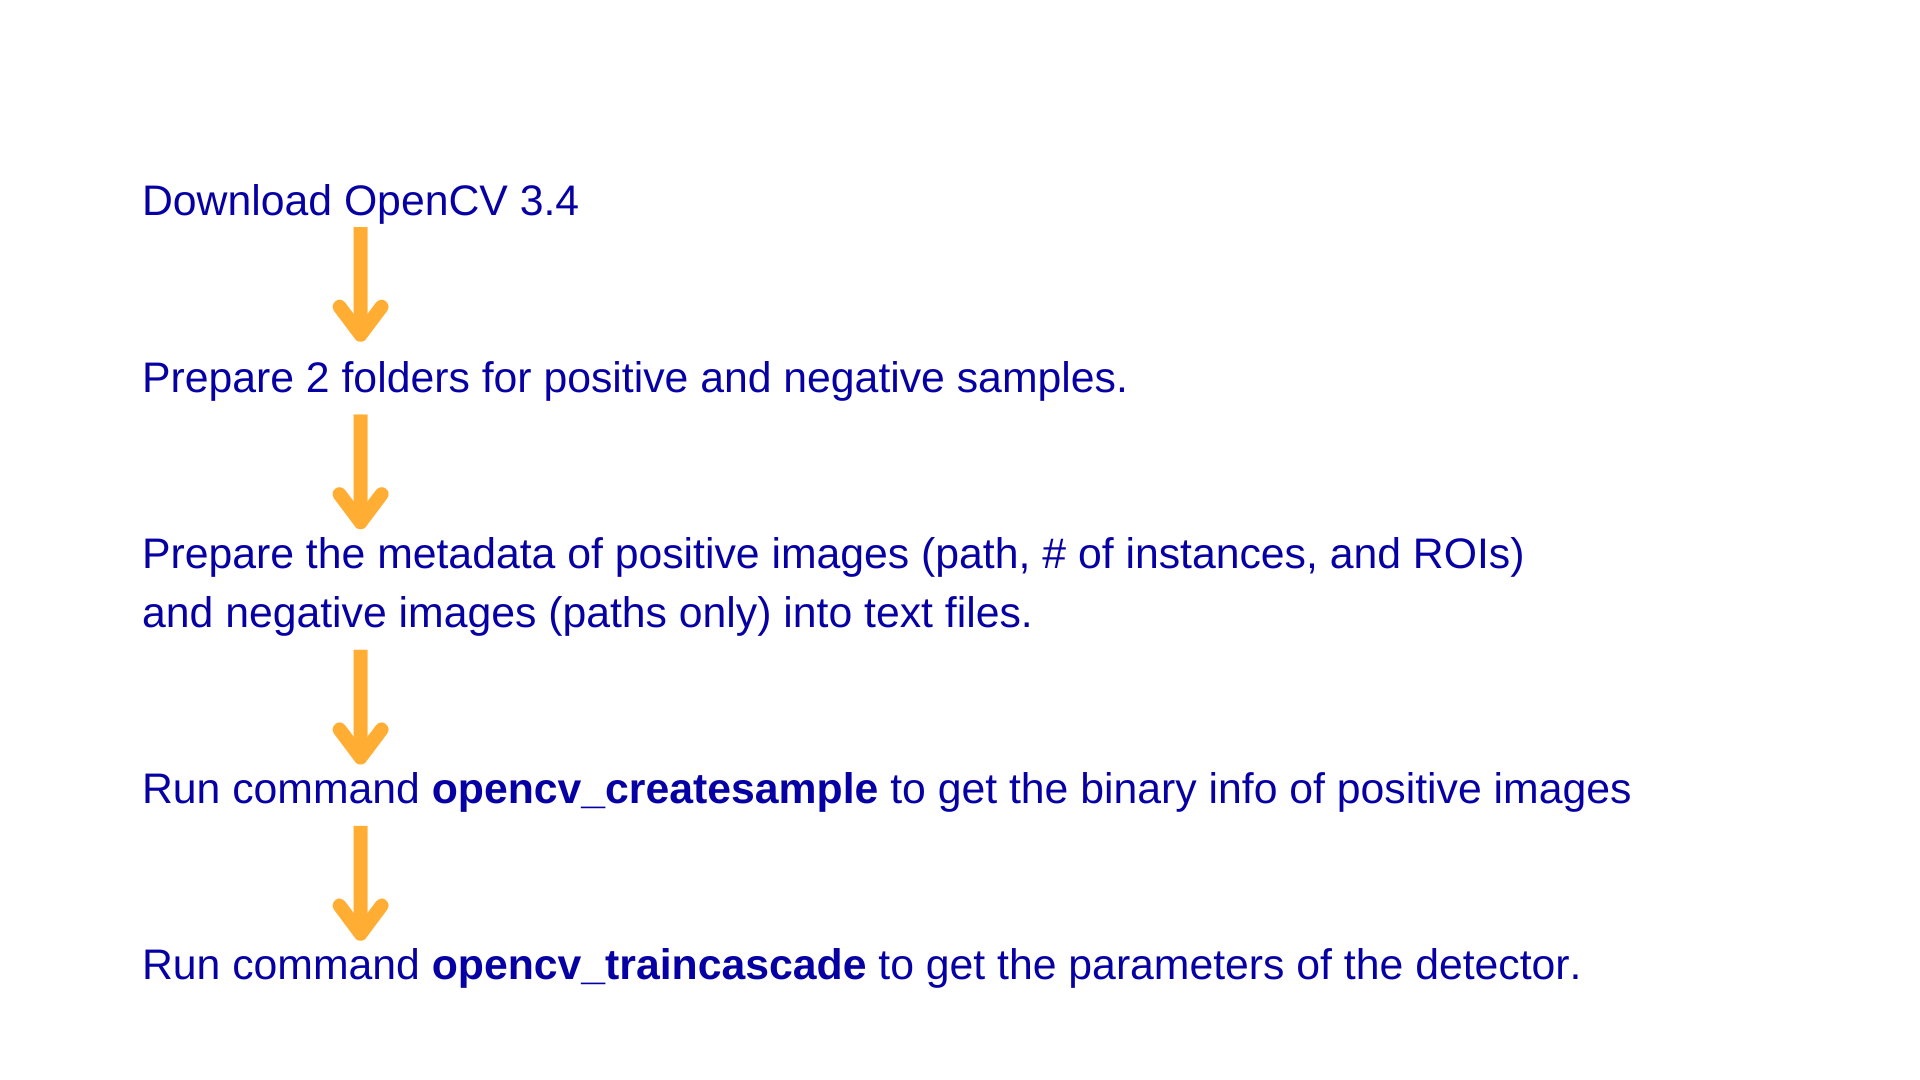 Download OpenCV 3.4
Prepare 2 folders for positive and negative samples.
Prepare the metadata of positive images (path, # of instances, and ROIs)
and negative images (paths only) into text files.
Run command opencv_createsample to get the binary info of positive images
Run command opencv_traincascade to get the parameters of the detector.